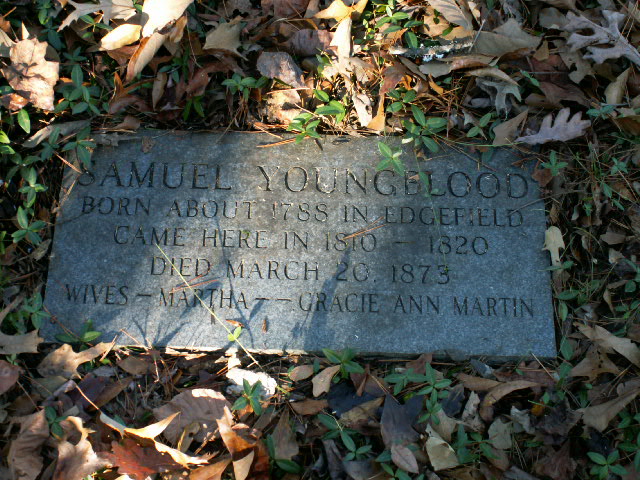 SAMUEL YOUNGBLOOD
BORN ABOUT 1788 IN EDGEFIELD
CAME HERE IN 1810 - 1820
DIED MARCH 20, 1873
WIVES - MARTHA - - GRACIE ANN MARTIN